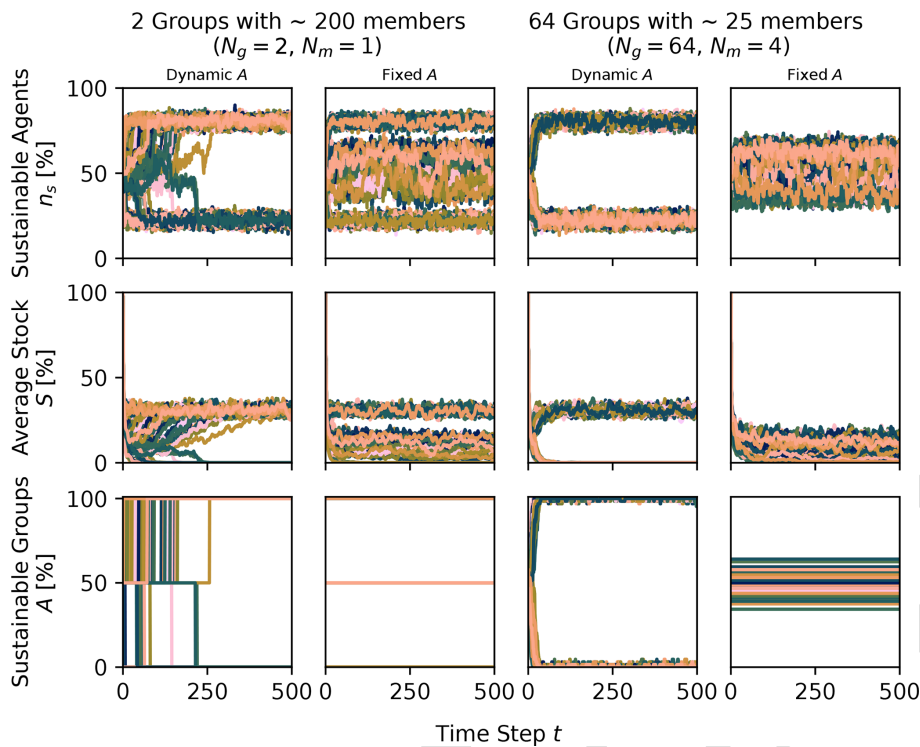 2 Groups with ~ 200 members
(N_g = 2, N_m = 1)
64 Groups with ~ 25 members
(N_g = 64, N_m = 4)
Dynamic A
Fixed A
Dynamic A
Fixed A
Sustainable Agents
n_s [%]
100
50
0
Average Stock
S [%]
100
50
0
Sustainable Groups
A [%]
100
50
0
0 250 500
0 250 500
0 250 500
0 250 500
Time Step t